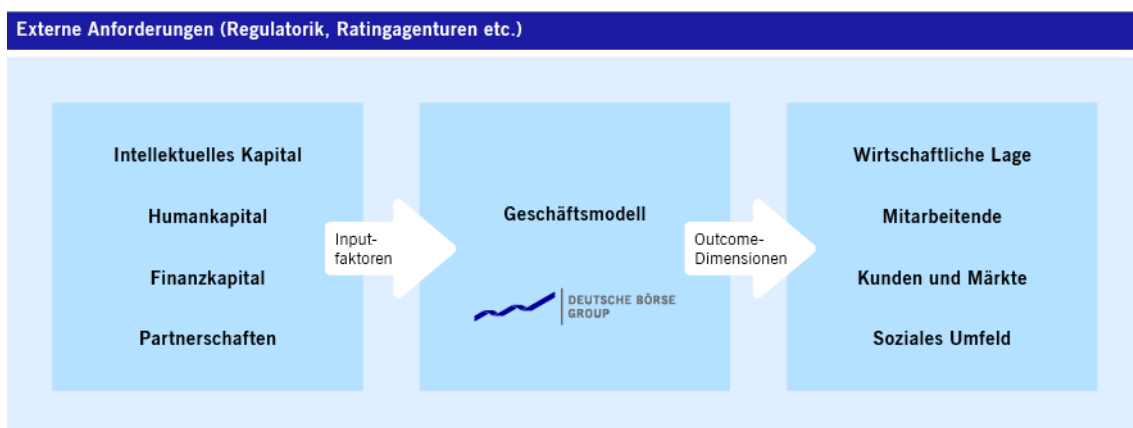 Externe Anforderungen (Regulatorik, Ratingagenturen etc.)
Intellektuelles Kapital
Humankapital
Finanzkapital
Partnerschaften
Input-
faktoren
Geschäftsmodell
DEUTSCHE BÖRSE
GROUP
Outcome-
Dimensionen
Wirtschaftliche Lage
Mitarbeitende
Kunden und Märkte
Soziales Umfeld